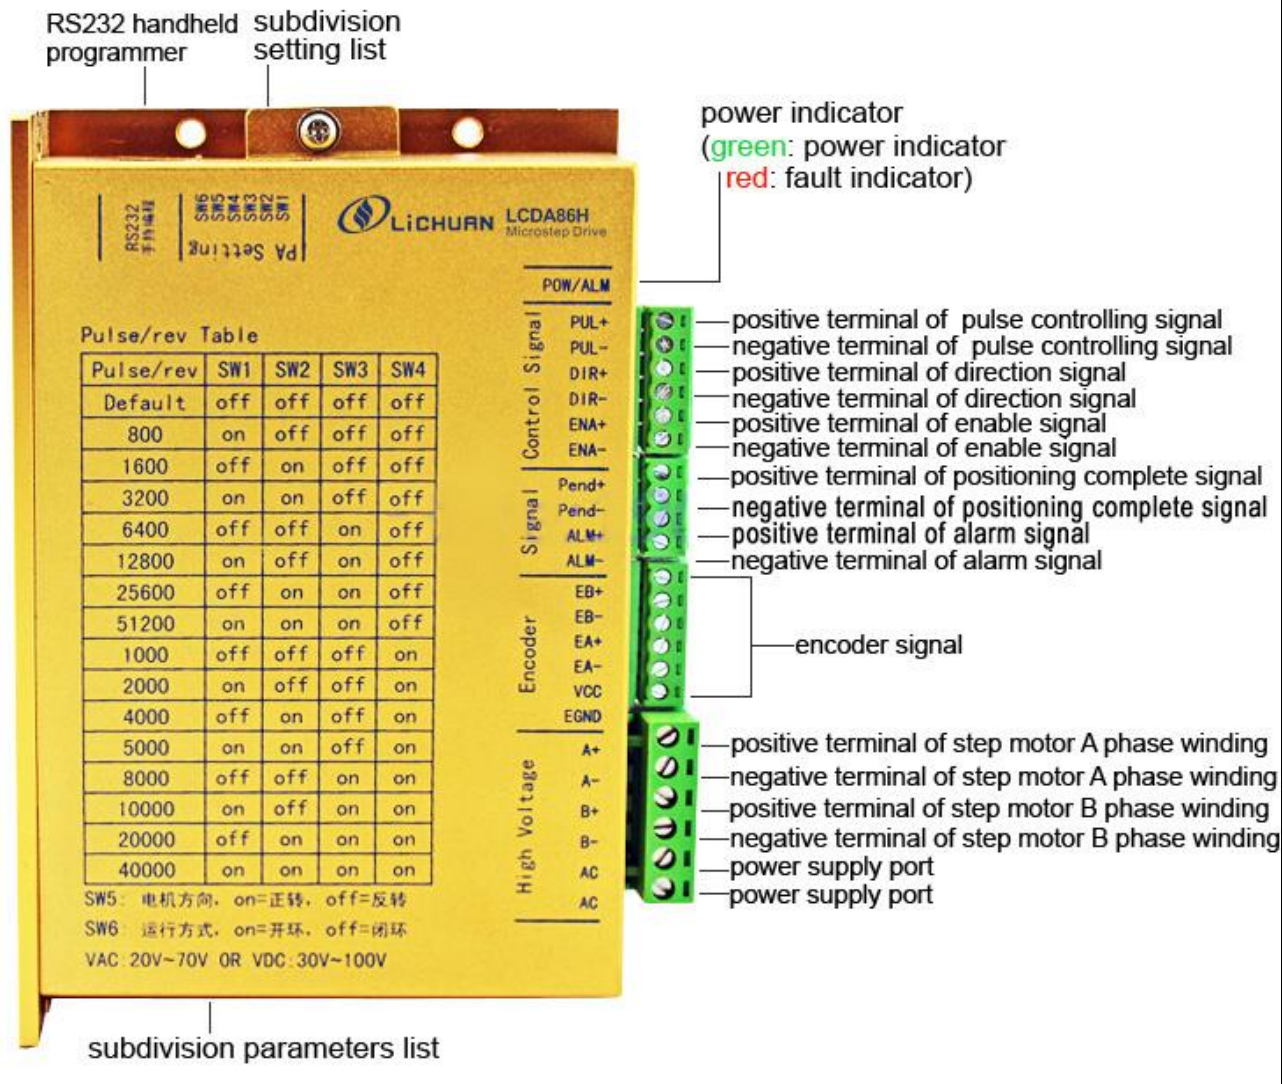 RS232 handheld
programmer
subdivision
setting list
power indicator
(green: power indicator
red: fault indicator)
RS232
手持编程
SW6
SW5
SW4
SW3
SW2
SW1
PA Setting
LiCHUAN
LCDA86H
Microstep Drive
POW/ALM
Control Signal
PUL+
PUL-
DIR+
DIR-
ENA+
ENA-
Signal
Pend+
Pend-
ALM+
ALM-
Encoder
EB+
EB-
EA+
EA-
VCC
EGND
High Voltage
A+
A-
B+
B-
AC
AC
positive terminal of pulse controlling signal
negative terminal of pulse controlling signal
positive terminal of direction signal
negative terminal of direction signal
positive terminal of enable signal
negative terminal of enable signal
positive terminal of positioning complete signal
negative terminal of positioning complete signal
positive terminal of alarm signal
negative terminal of alarm signal
encoder signal
positive terminal of step motor A phase winding
negative terminal of step motor A phase winding
positive terminal of step motor B phase winding
negative terminal of step motor B phase winding
power supply port
power supply port
Pulse/rev Table
Pulse/rev SW1 SW2 SW3 SW4
Default off off off off
800 on off off off
1600 off on off off
3200 on on off off
6400 off off on off
12800 on off on off
25600 off on on off
51200 on on on off
1000 off off off on
2000 on off off on
4000 off on off on
5000 on on off on
8000 off off on on
10000 on off on on
20000 off on on on
40000 on on on on
SW5: 电机方向, on=正转, off=反转
SW6: 运行方式, on=开环, off=闭环
VAC:20V~70V OR VDC:30V~100V
subdivision parameters list